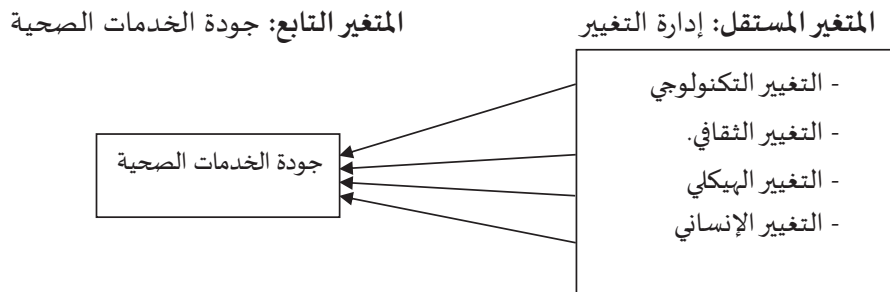 المتغير المستقل: إدارة التغيير
المتغير التابع: جودة الخدمات الصحية
- التغيير التكنولوجي
- التغيير الثقافي.
- التغيير الهيكلي
- التغيير الإنساني
جودة الخدمات الصحية